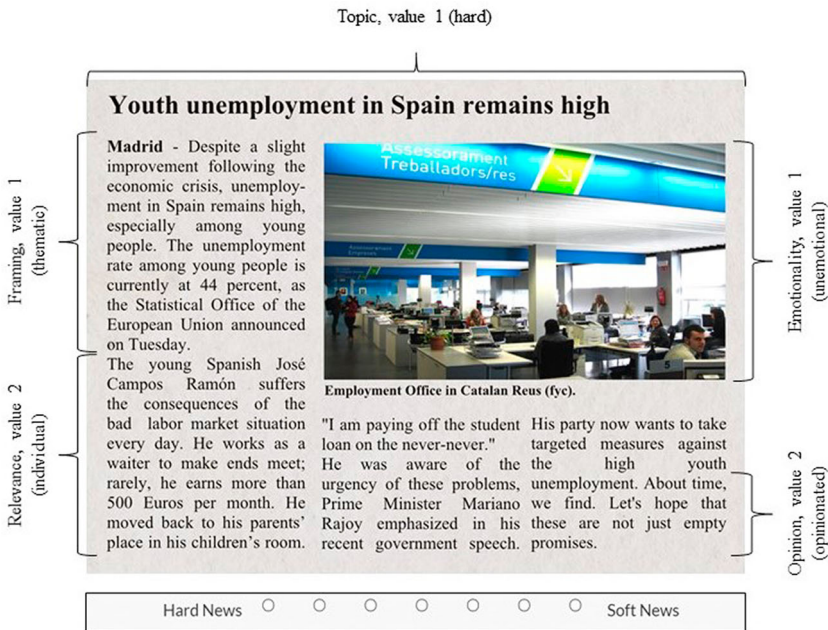 Topic, value 1 (hard)
Youth unemployment in Spain remains high
Framing, value 1
(thematic)
Madrid - Despite a slight
improvement following the
economic crisis, unemploy-
ment in Spain remains high,
especially among young
people. The unemployment
rate among young people is
currently at 44 percent, as
the Statistical Office of the
European Union announced
on Tuesday.
Relevance, value 2
(individual)
The young Spanish José
Campos Ramón suffers
the consequences of the
bad labor market situation
every day. He works as a
waiter to make ends meet;
rarely, he earns more than
500 Euros per month. He
moved back to his parents'
place in his children's room.
Assessorament
Treballadors/res
Assessorament
Empreses
5
Emotionality, value 1
(unemotional)
Employment Office in Catalan Reus (fyc).
"I am paying off the student
loan on the never-never."
He was aware of the
urgency of these problems,
Prime Minister Mariano
Rajoy emphasized in his
recent government speech.
His party now wants to take
targeted measures against
the high youth
unemployment. About time,
we find. Let's hope that
these are not just empty
promises.
Opinion, value 2
(opinionated)
Hard News
Soft News